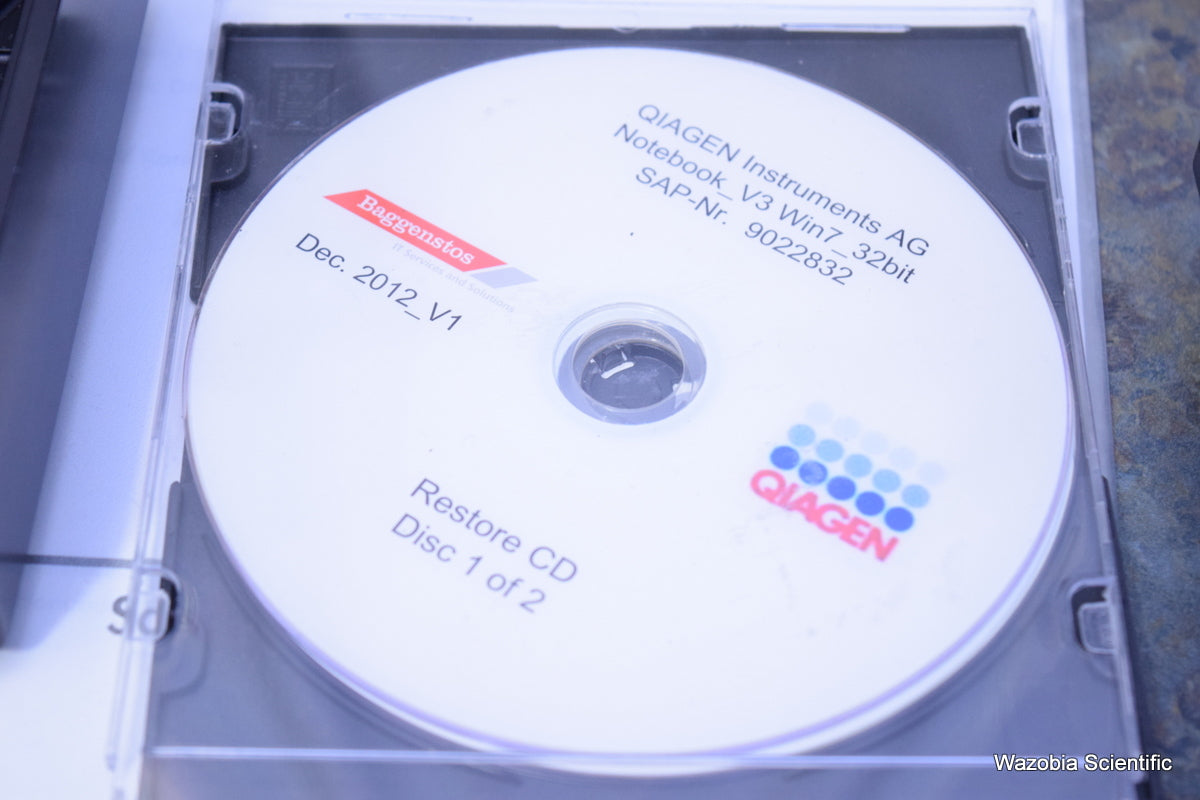 QIAGEN Instruments AG
Notebook_V3 Win7_32bit
SAP-Nr. 9022832
Baggenstos
IT Services and Solutions
Dec. 2012_V1
QIAGEN
Restore CD
Disc 1 of 2
Wazobia Scientific